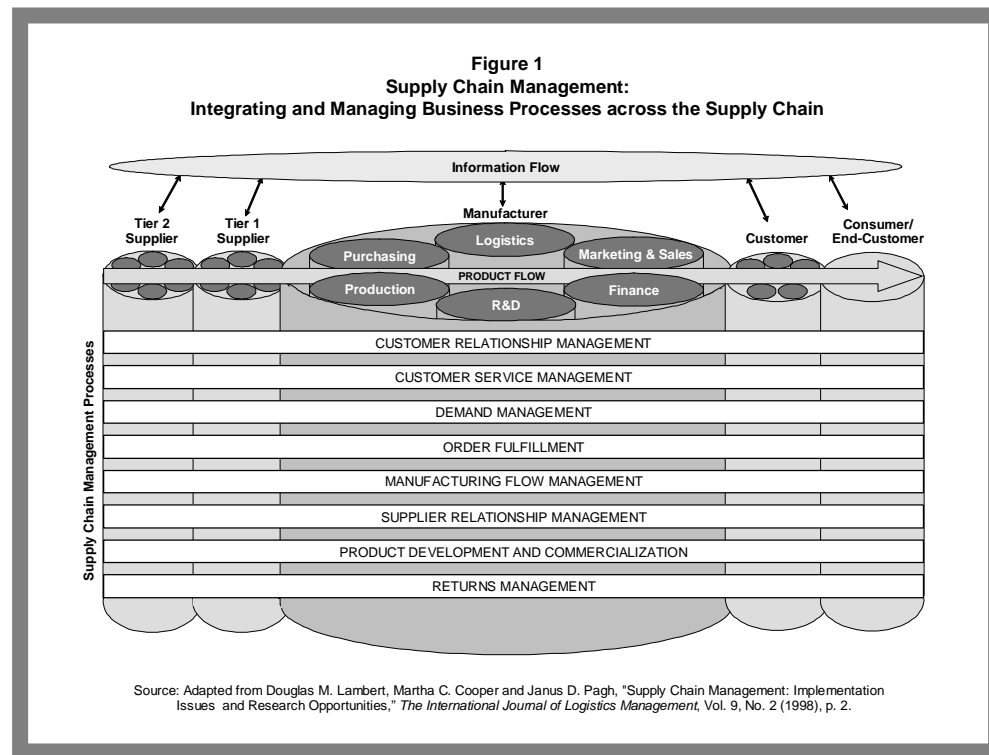 Figure 1
Supply Chain Management:
Integrating and Managing Business Processes across the Supply Chain
Information Flow
Tier 2
Supplier
Tier 1
Supplier
Manufacturer
Customer
Consumer/
End-Customer
Logistics
Purchasing
Marketing & Sales
PRODUCT FLOW
Production
Finance
R&D
Supply Chain Management Processes
CUSTOMER RELATIONSHIP MANAGEMENT
CUSTOMER SERVICE MANAGEMENT
DEMAND MANAGEMENT
ORDER FULFILLMENT
MANUFACTURING FLOW MANAGEMENT
SUPPLIER RELATIONSHIP MANAGEMENT
PRODUCT DEVELOPMENT AND COMMERCIALIZATION
RETURNS MANAGEMENT
Source: Adapted from Douglas M. Lambert, Martha C. Cooper and Janus D. Pagh, "Supply Chain Management: Implementation
Issues and Research Opportunities,” The International Journal of Logistics Management, Vol. 9, No. 2 (1998), p. 2.